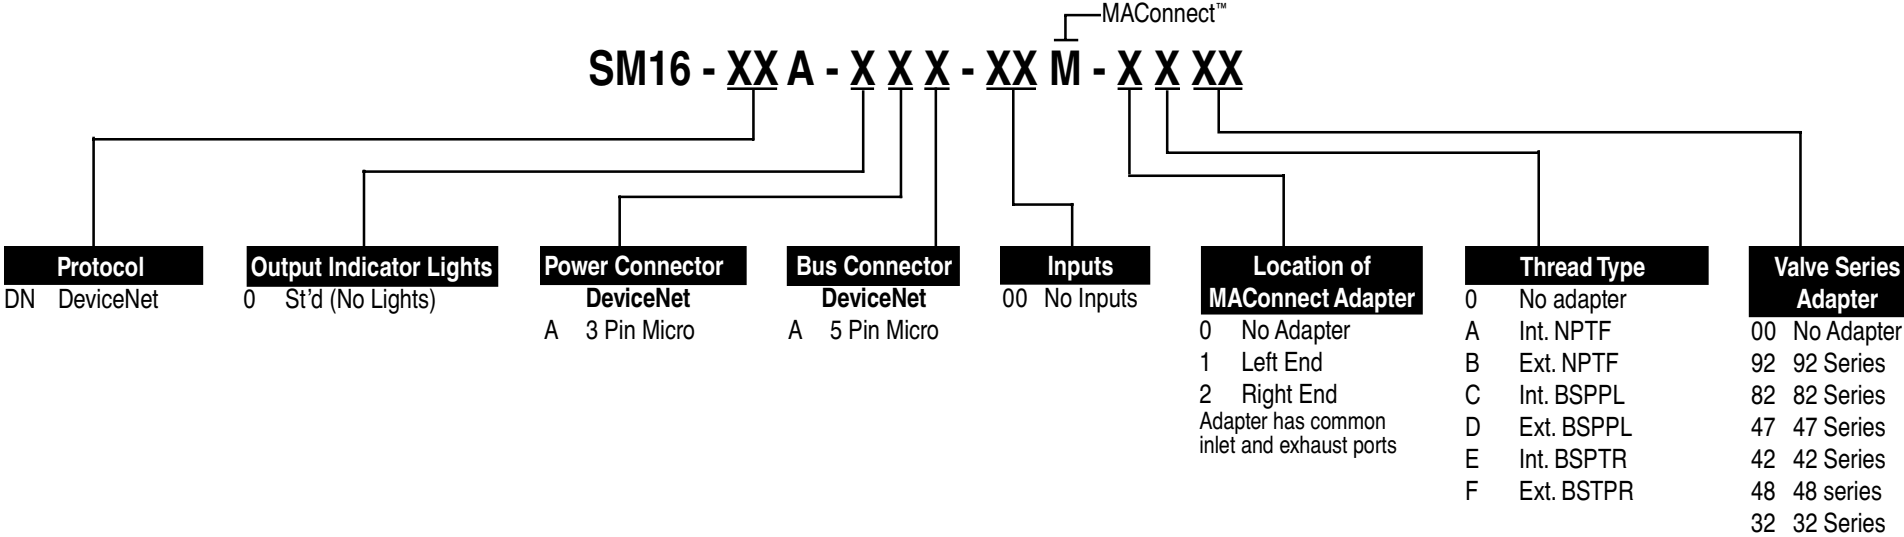 MAConnect™
SM16 - XX A - X X X - XX M - X X XX
Protocol
DN DeviceNet
Output Indicator Lights
0 St'd (No Lights)
Power Connector
DeviceNet
A 3 Pin Micro
Bus Connector
DeviceNet
A 5 Pin Micro
Inputs
00 No Inputs
Location of
MAConnect Adapter
0 No Adapter
1 Left End
2 Right End
Adapter has common
inlet and exhaust ports
Thread Type
0 No adapter
A Int. NPTF
B Ext. NPTF
C Int. BSPPL
D Ext. BSPPL
E Int. BSPTR
F Ext. BSTPR
Valve Series
Adapter
00 No Adapter
92 92 Series
82 82 Series
47 47 Series
42 42 Series
48 48 series
32 32 Series